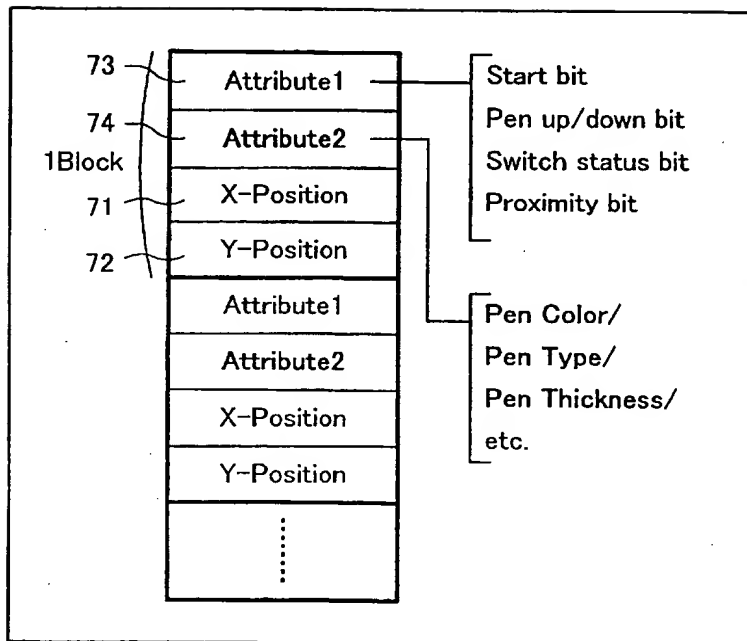 73
Attribute1
Start bit
74
Attribute2
Pen up/down bit
1Block
Switch status bit
71
X-Position
Proximity bit
72
Y-Position
Attribute1
Pen Color/
Attribute2
Pen Type/
X-Position
Pen Thickness/
Y-Position
etc.